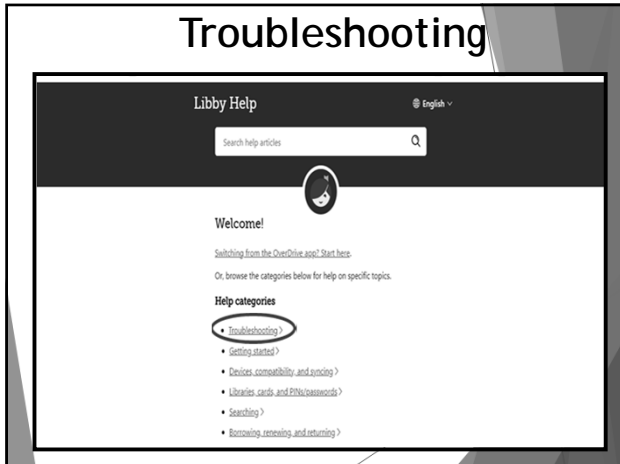 Troubleshooting
Libby Help
English
Search help articles
Welcome!
Switching from the OverDrive app? Start here.
Or, browse the categories below for help on specific topics.
Help categories
• Troubleshooting >
• Getting started >
• Devices, compatibility, and syncing >
• Libraries, cards, and PINs/passwords >
• Searching >
• Borrowing, renewing, and returning >